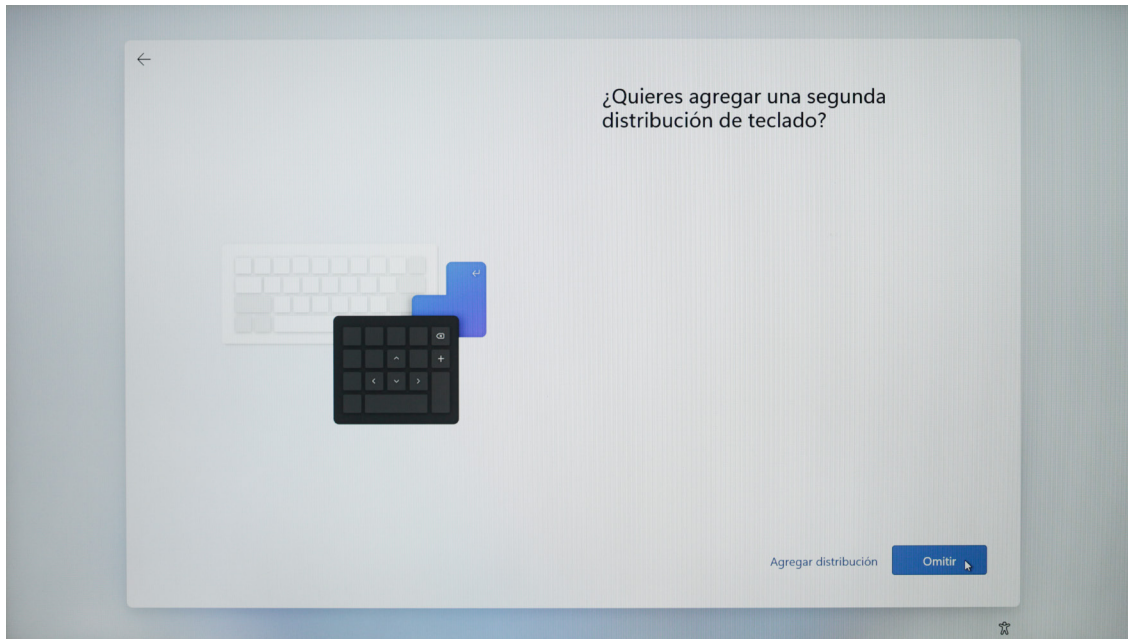 ¿Quieres agregar una segunda
distribución de teclado?
Agregar distribución
Omitir